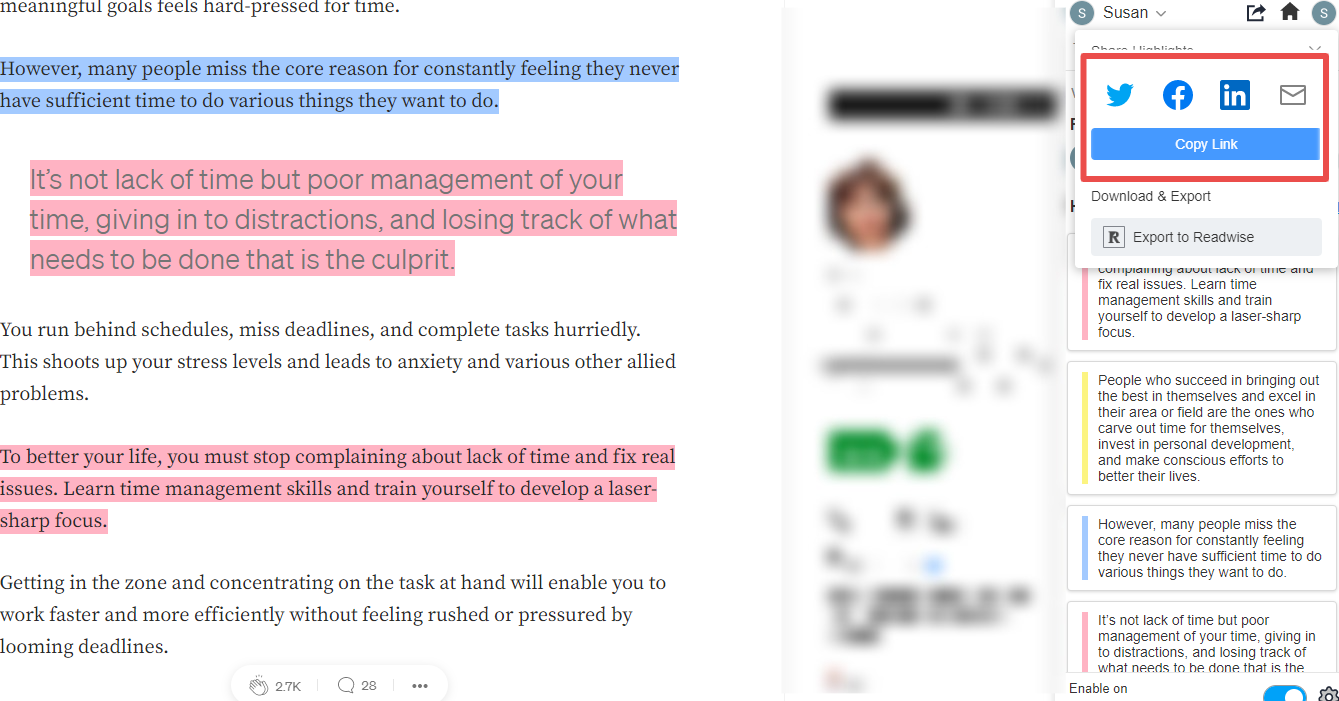 meaningful goals feels hard-pressed for time.
However, many people miss the core reason for constantly feeling they never
have sufficient time to do various things they want to do.
It’s not lack of time but poor management of your
time, giving in to distractions, and losing track of what
needs to be done that is the culprit.
You run behind schedules, miss deadlines, and complete tasks hurriedly.
This shoots up your stress levels and leads to anxiety and various other allied
problems.
To better your life, you must stop complaining about lack of time and fix real
issues. Learn time management skills and train yourself to develop a laser-
sharp focus.
Getting in the zone and concentrating on the task at hand will enable you to
work faster and more efficiently without feeling rushed or pressured by
looming deadlines.
2.7K
28
S
Susan
S
Share Highlights
in
Copy Link
Download & Export
R
Export to Readwise
complaining about lack of time and
fix real issues. Learn time
management skills and train
yourself to develop a laser-sharp
focus.
People who succeed in bringing out
the best in themselves and excel in
their area or field are the ones who
carve out time for themselves,
invest in personal development,
and make conscious efforts to
better their lives.
However, many people miss the
core reason for constantly feeling
they never have sufficient time to do
various things they want to do.
It’s not lack of time but poor
management of your time, giving in
to distractions, and losing track of
what needs to be done that is the
Enable on